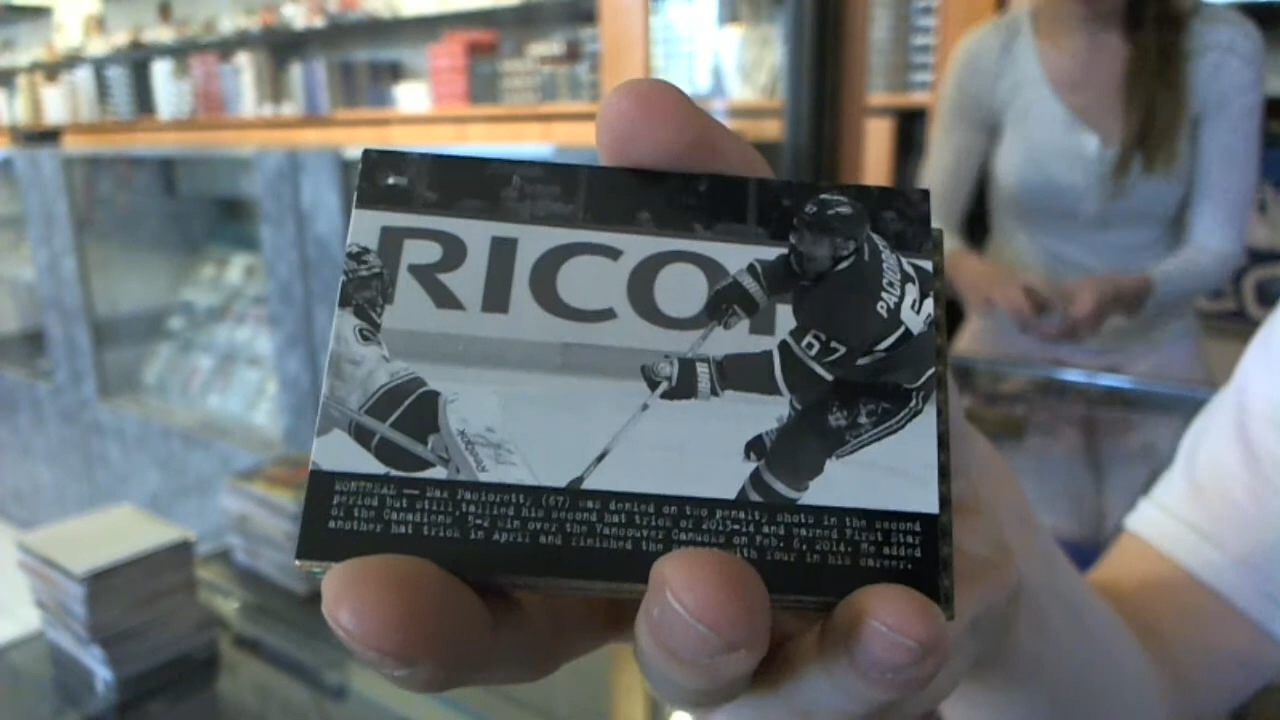 RICO
PACIORETTY
67
67
Reebok
MONTREAL — Max Pacioretty (67) was denied on two penalty shots in the second
period but still tallied his second hat trick of 2013-14 and earned First Star
of the Canadiens' 5-2 win over the Vancouver Canucks on Feb. 6, 2014. He added
another hat trick in April and finished the with four in his career.